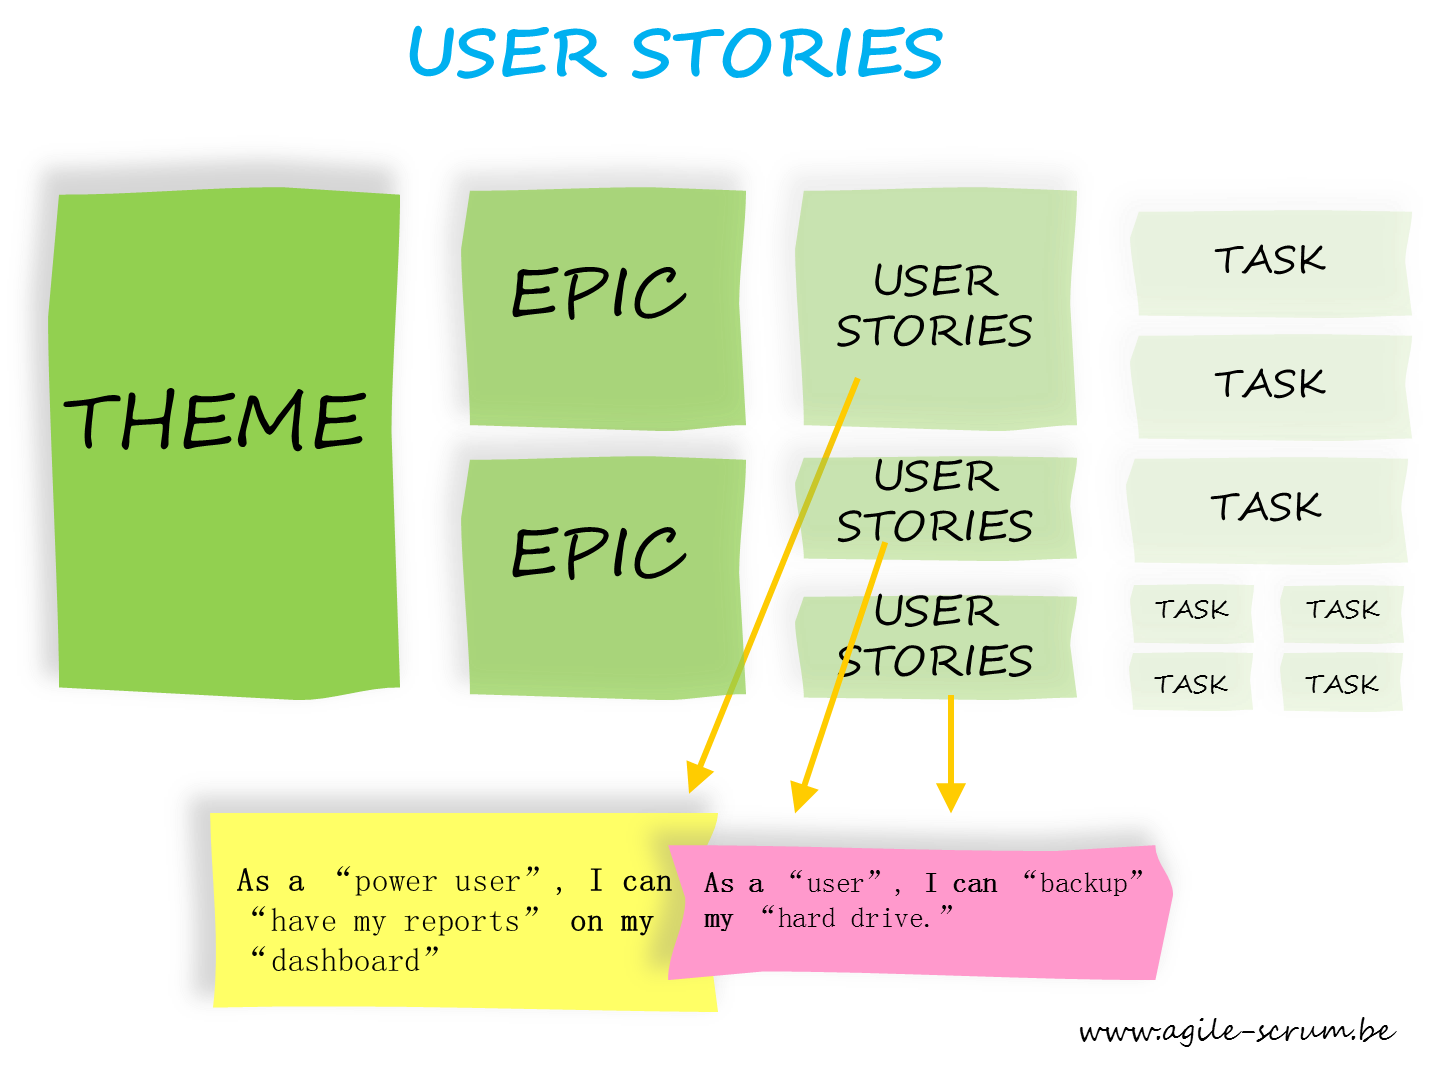 USER STORIES
THEME
EPIC
EPIC
USER
STORIES
USER
STORIES
USER
STORIES
TASK
TASK
TASK
TASK
TASK
TASK
TASK
As a “power user”, I can
“have my reports” on my
“dashboard”
As a “user”, I can “backup”
my “hard drive.”
www.agile-scrum.be